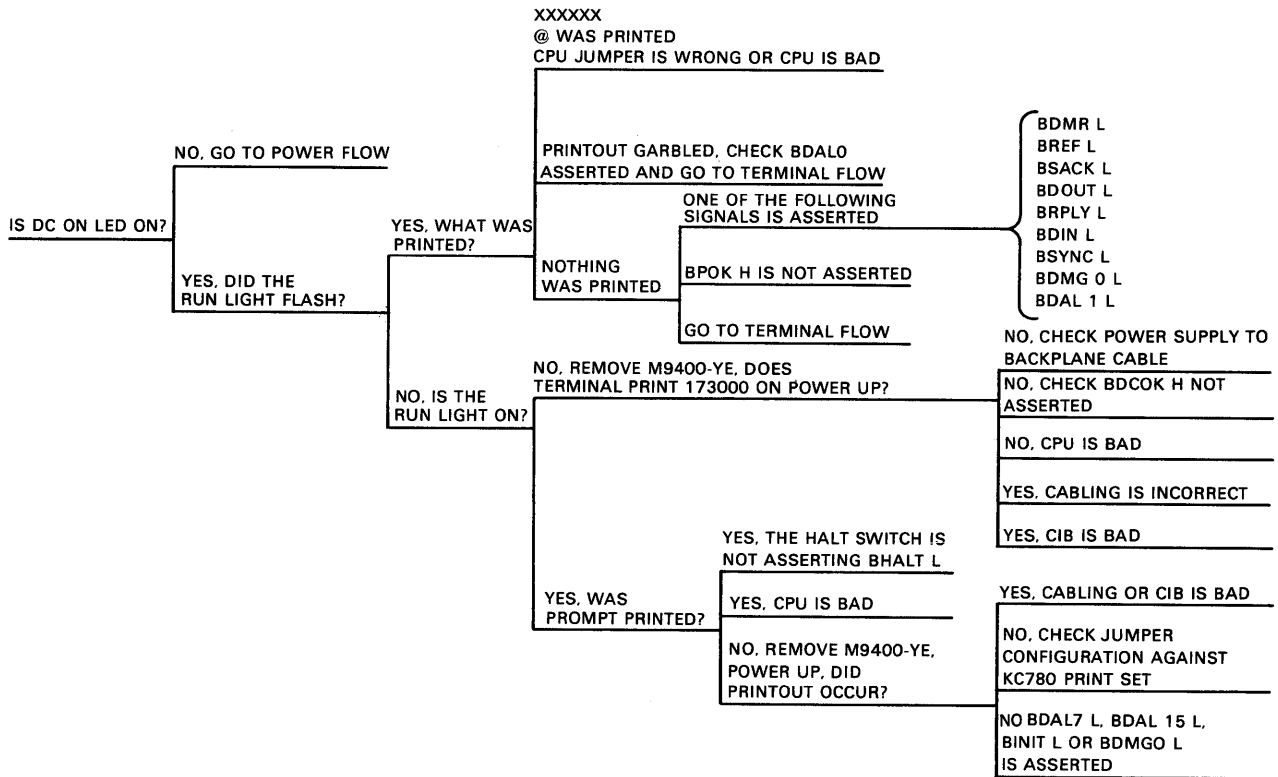 XXXXXX
@ WAS PRINTED
CPU JUMPER IS WRONG OR CPU IS BAD
NO, GO TO POWER FLOW
PRINTOUT GARBLED, CHECK BDAL0
ASSERTED AND GO TO TERMINAL FLOW
IS DC ON LED ON?
YES, WHAT WAS
PRINTED?
ONE OF THE FOLLOWING
SIGNALS IS ASSERTED
BDMR L
BREF L
BSACK L
BDOUT L
BRPLY L
BDIN L
BSYNC L
BDMG 0 L
BDAL 1 L
YES, DID THE
RUN LIGHT FLASH?
NOTHING
WAS PRINTED
BPOK H IS NOT ASSERTED
GO TO TERMINAL FLOW
NO, IS THE
RUN LIGHT ON?
NO, REMOVE M9400-YE, DOES
TERMINAL PRINT 173000 ON POWER UP?
NO, CHECK POWER SUPPLY TO
BACKPLANE CABLE
NO, CHECK BDCOK H NOT
ASSERTED
NO, CPU IS BAD
YES, CABLING IS INCORRECT
YES, CIB IS BAD
YES, WAS
PROMPT PRINTED?
YES, THE HALT SWITCH IS
NOT ASSERTING BHALT L
YES, CPU IS BAD
NO, REMOVE M9400-YE,
POWER UP, DID
PRINTOUT OCCUR?
YES, CABLING OR CIB IS BAD
NO, CHECK JUMPER
CONFIGURATION AGAINST
KC780 PRINT SET
NO BDAL7 L, BDAL 15 L,
BINIT L OR BDMGO L
IS ASSERTED